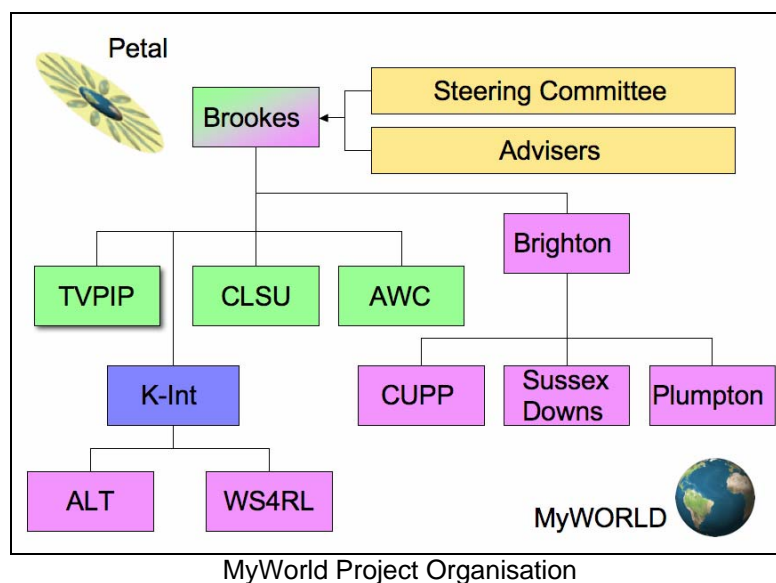 Petal
Brookes
Steering Committee
Advisers
Brighton
TVPIP
CLSU
AWC
K-Int
CUPP
Sussex
Downs
Plumpton
ALT
WS4RL
MyWORLD
MyWorld Project Organisation